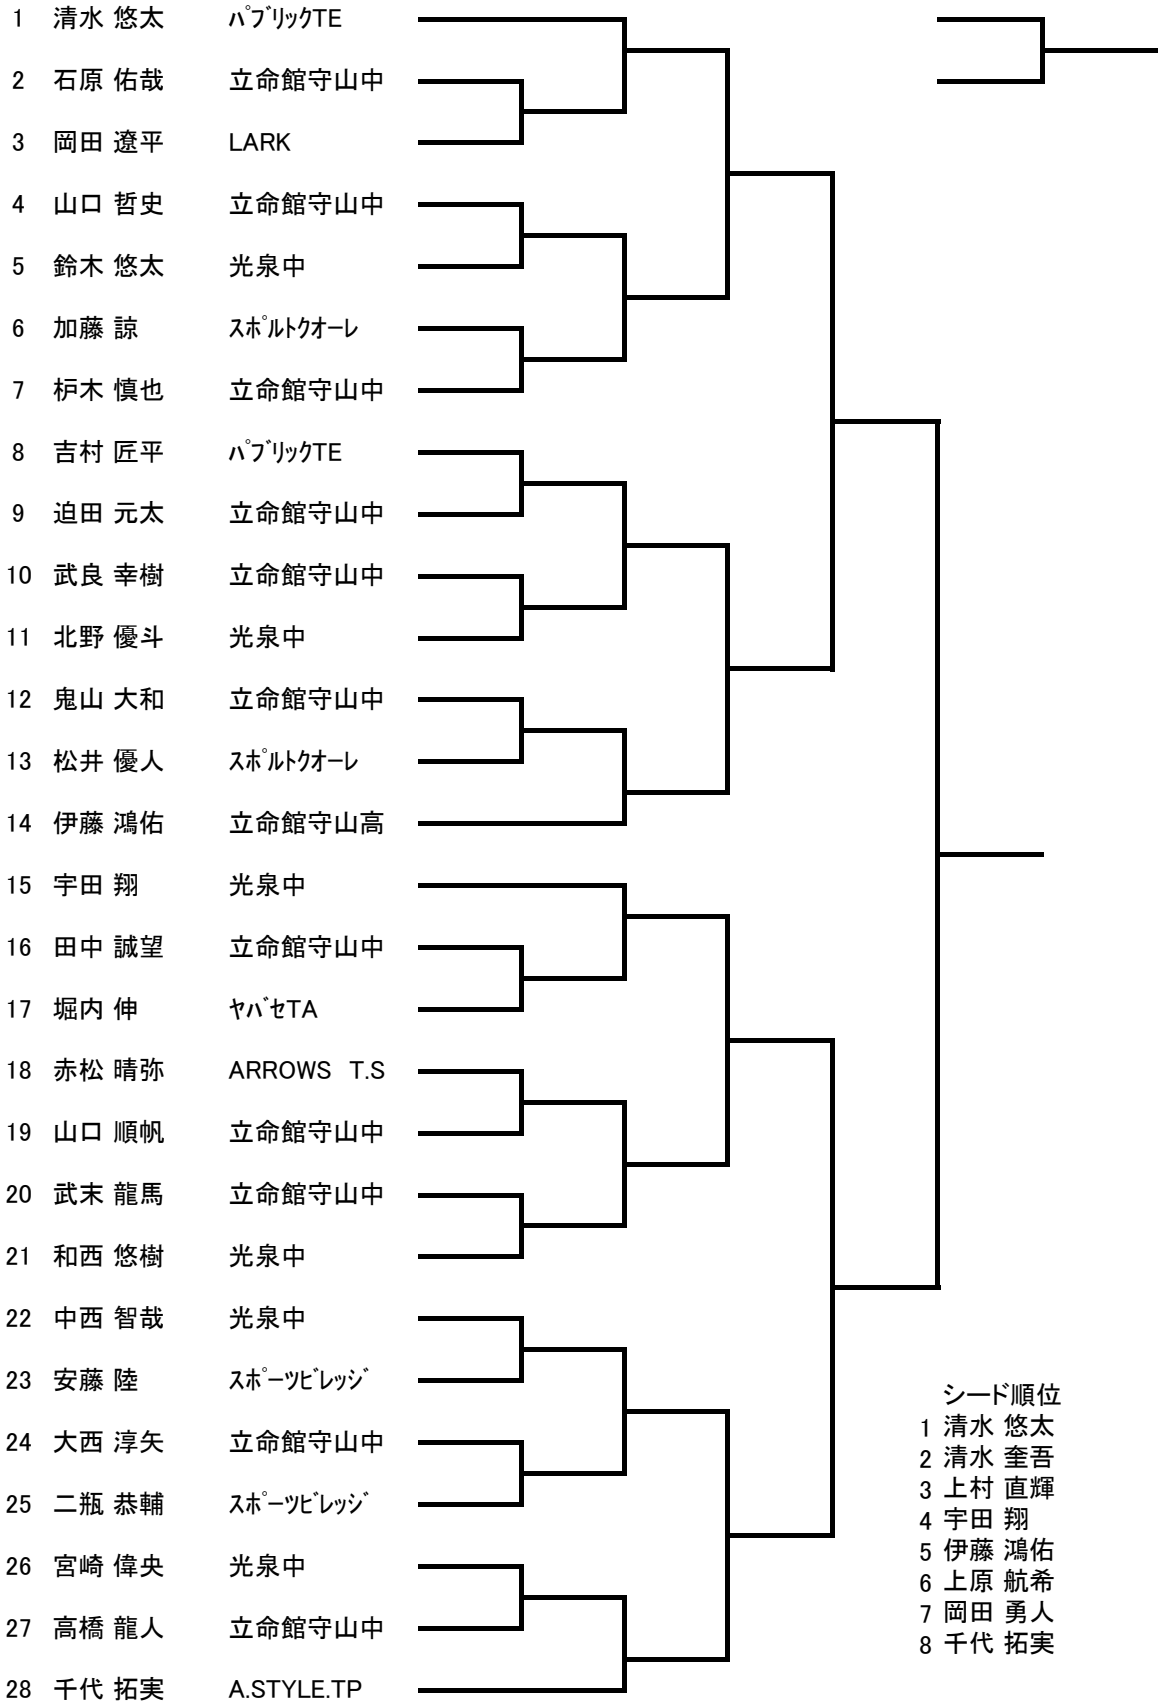 1 清水 悠太 ﾊﾟﾌﾞﾘｯｸTE
2 石原 佑哉 立命館守山中
3 岡田 遼平 LARK
4 山口 哲史 立命館守山中
5 鈴木 悠太 光泉中
6 加藤 諒 ｽﾎﾟﾙﾄｸｵｰﾚ
7 枦木 慎也 立命館守山中
8 吉村 匠平 ﾊﾟﾌﾞﾘｯｸTE
9 迫田 元太 立命館守山中
10 武良 幸樹 立命館守山中
11 北野 優斗 光泉中
12 鬼山 大和 立命館守山中
13 松井 優人 ｽﾎﾟﾙﾄｸｵｰﾚ
14 伊藤 鴻佑 立命館守山高
15 宇田 翔 光泉中
16 田中 誠望 立命館守山中
17 堀内 伸 ﾔﾊﾞｾTA
18 赤松 晴弥 ARROWS　T.S
19 山口 順帆 立命館守山中
20 武末 龍馬 立命館守山中
21 和西 悠樹 光泉中
22 中西 智哉 光泉中
23 安藤 陸 ｽﾎﾟｰﾂﾋﾞﾚｯｼﾞ
24 大西 淳矢 立命館守山中
25 二瓶 恭輔 ｽﾎﾟｰﾂﾋﾞﾚｯｼﾞ
26 宮崎 偉央 光泉中
27 高橋 龍人 立命館守山中
28 千代 拓実 A.STYLE.TP
シード順位
1 清水 悠太
2 清水 奎吾
3 上村 直輝
4 宇田 翔
5 伊藤 鴻佑
6 上原 航希
7 岡田 勇人
8 千代 拓実